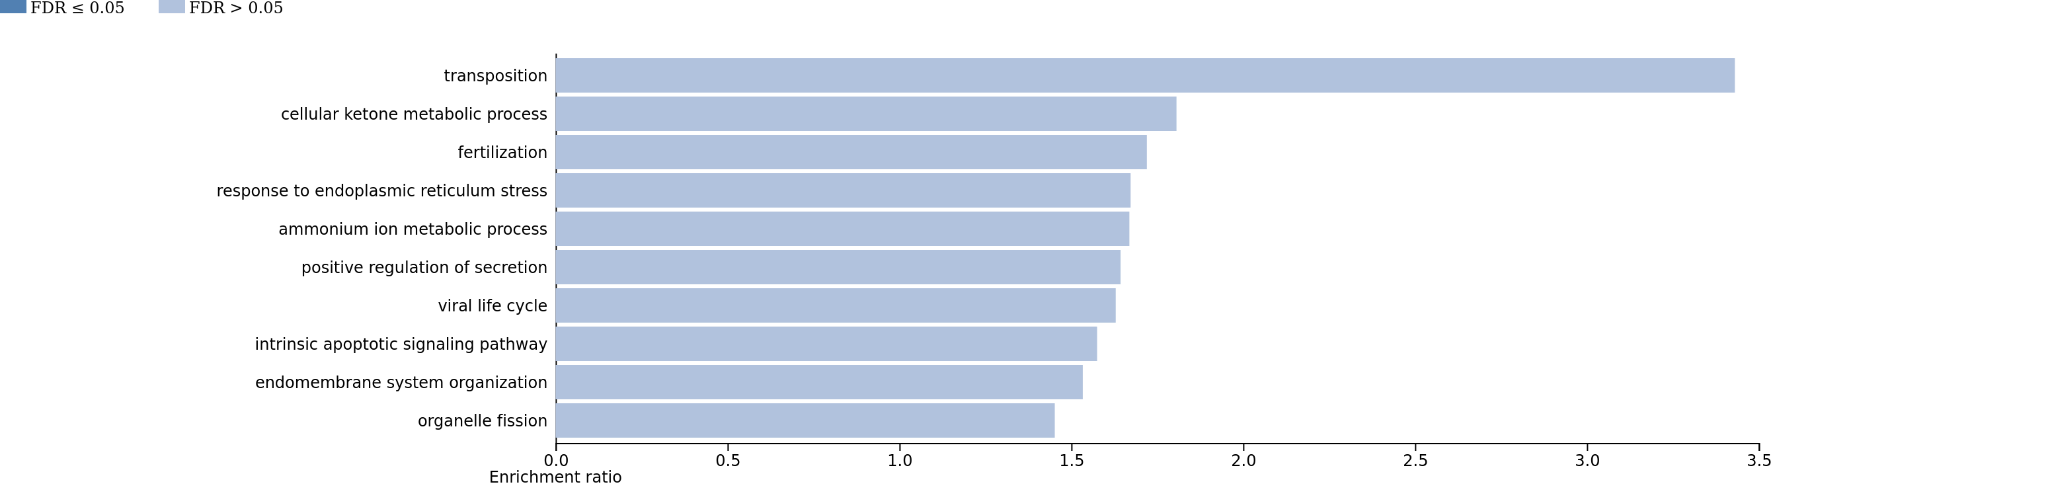 FDR ≤ 0.05 FDR > 0.05
transposition
cellular ketone metabolic process
fertilization
response to endoplasmic reticulum stress
ammonium ion metabolic process
positive regulation of secretion
viral life cycle
intrinsic apoptotic signaling pathway
endomembrane system organization
organelle fission
0.0 0.5 1.0 1.5 2.0 2.5 3.0 3.5
Enrichment ratio